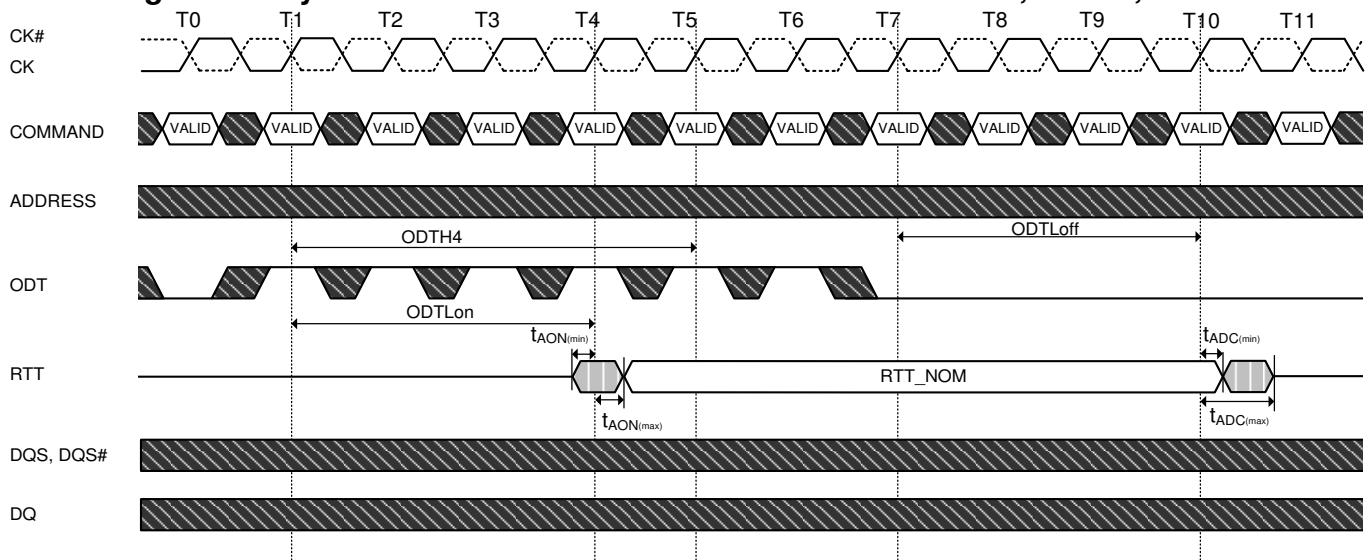 T0 T1 T2 T3 T4 T5 T6 T7 T8 T9 T10 T11
CK#
CK
COMMAND VALID VALID VALID VALID VALID VALID VALID VALID VALID VALID VALID VALID
ADDRESS
ODTH4 ODTLoff
ODT
ODTLon
tAON(min) tADC(min)
RTT RTT_NOM
tAON(max) tADC(max)
DQS, DQS#
DQ